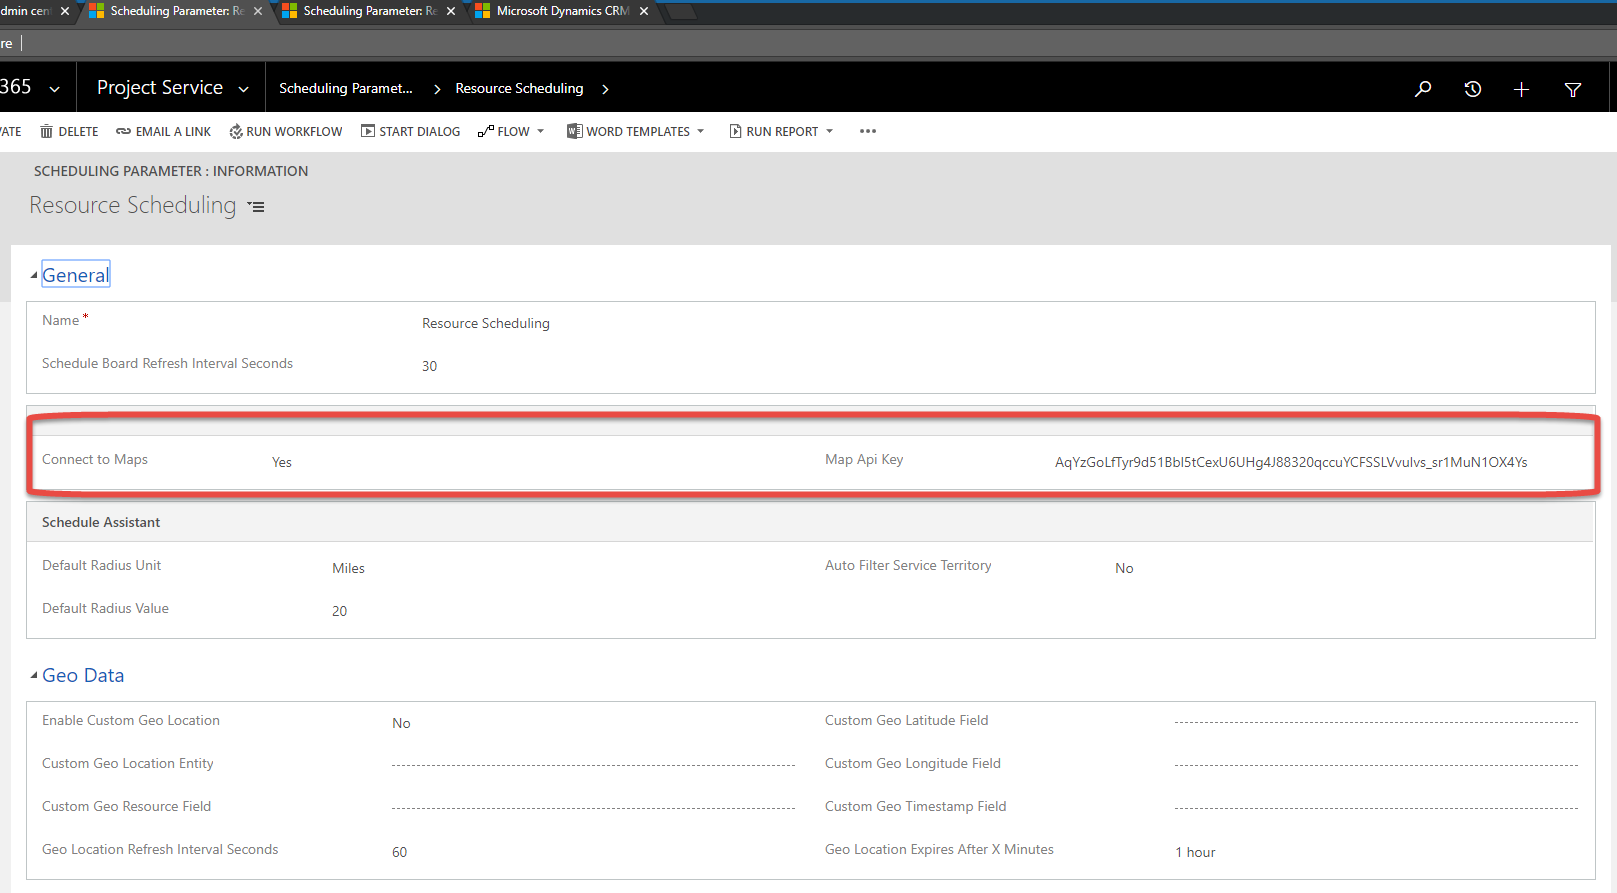 dmin cen
Scheduling Parameter: Re
Scheduling Parameter: Re
Microsoft Dynamics CRM
re
365
Project Service
Scheduling Paramet...
Resource Scheduling
ATE
DELETE
EMAIL A LINK
RUN WORKFLOW
START DIALOG
FLOW
WORD TEMPLATES
RUN REPORT
SCHEDULING PARAMETER : INFORMATION
Resource Scheduling
General
Name *
Resource Scheduling
Schedule Board Refresh Interval Seconds
30
Connect to Maps
Yes
Map Api Key
AqYzGoLfTyr9d51BbI5tCexU6UHg4J88320qccuYCFSSLVvulvs_sr1MuN1OX4Ys
Schedule Assistant
Default Radius Unit
Miles
Auto Filter Service Territory
No
Default Radius Value
20
Geo Data
Enable Custom Geo Location
No
Custom Geo Latitude Field
Custom Geo Location Entity
Custom Geo Longitude Field
Custom Geo Resource Field
Custom Geo Timestamp Field
Geo Location Refresh Interval Seconds
60
Geo Location Expires After X Minutes
1 hour